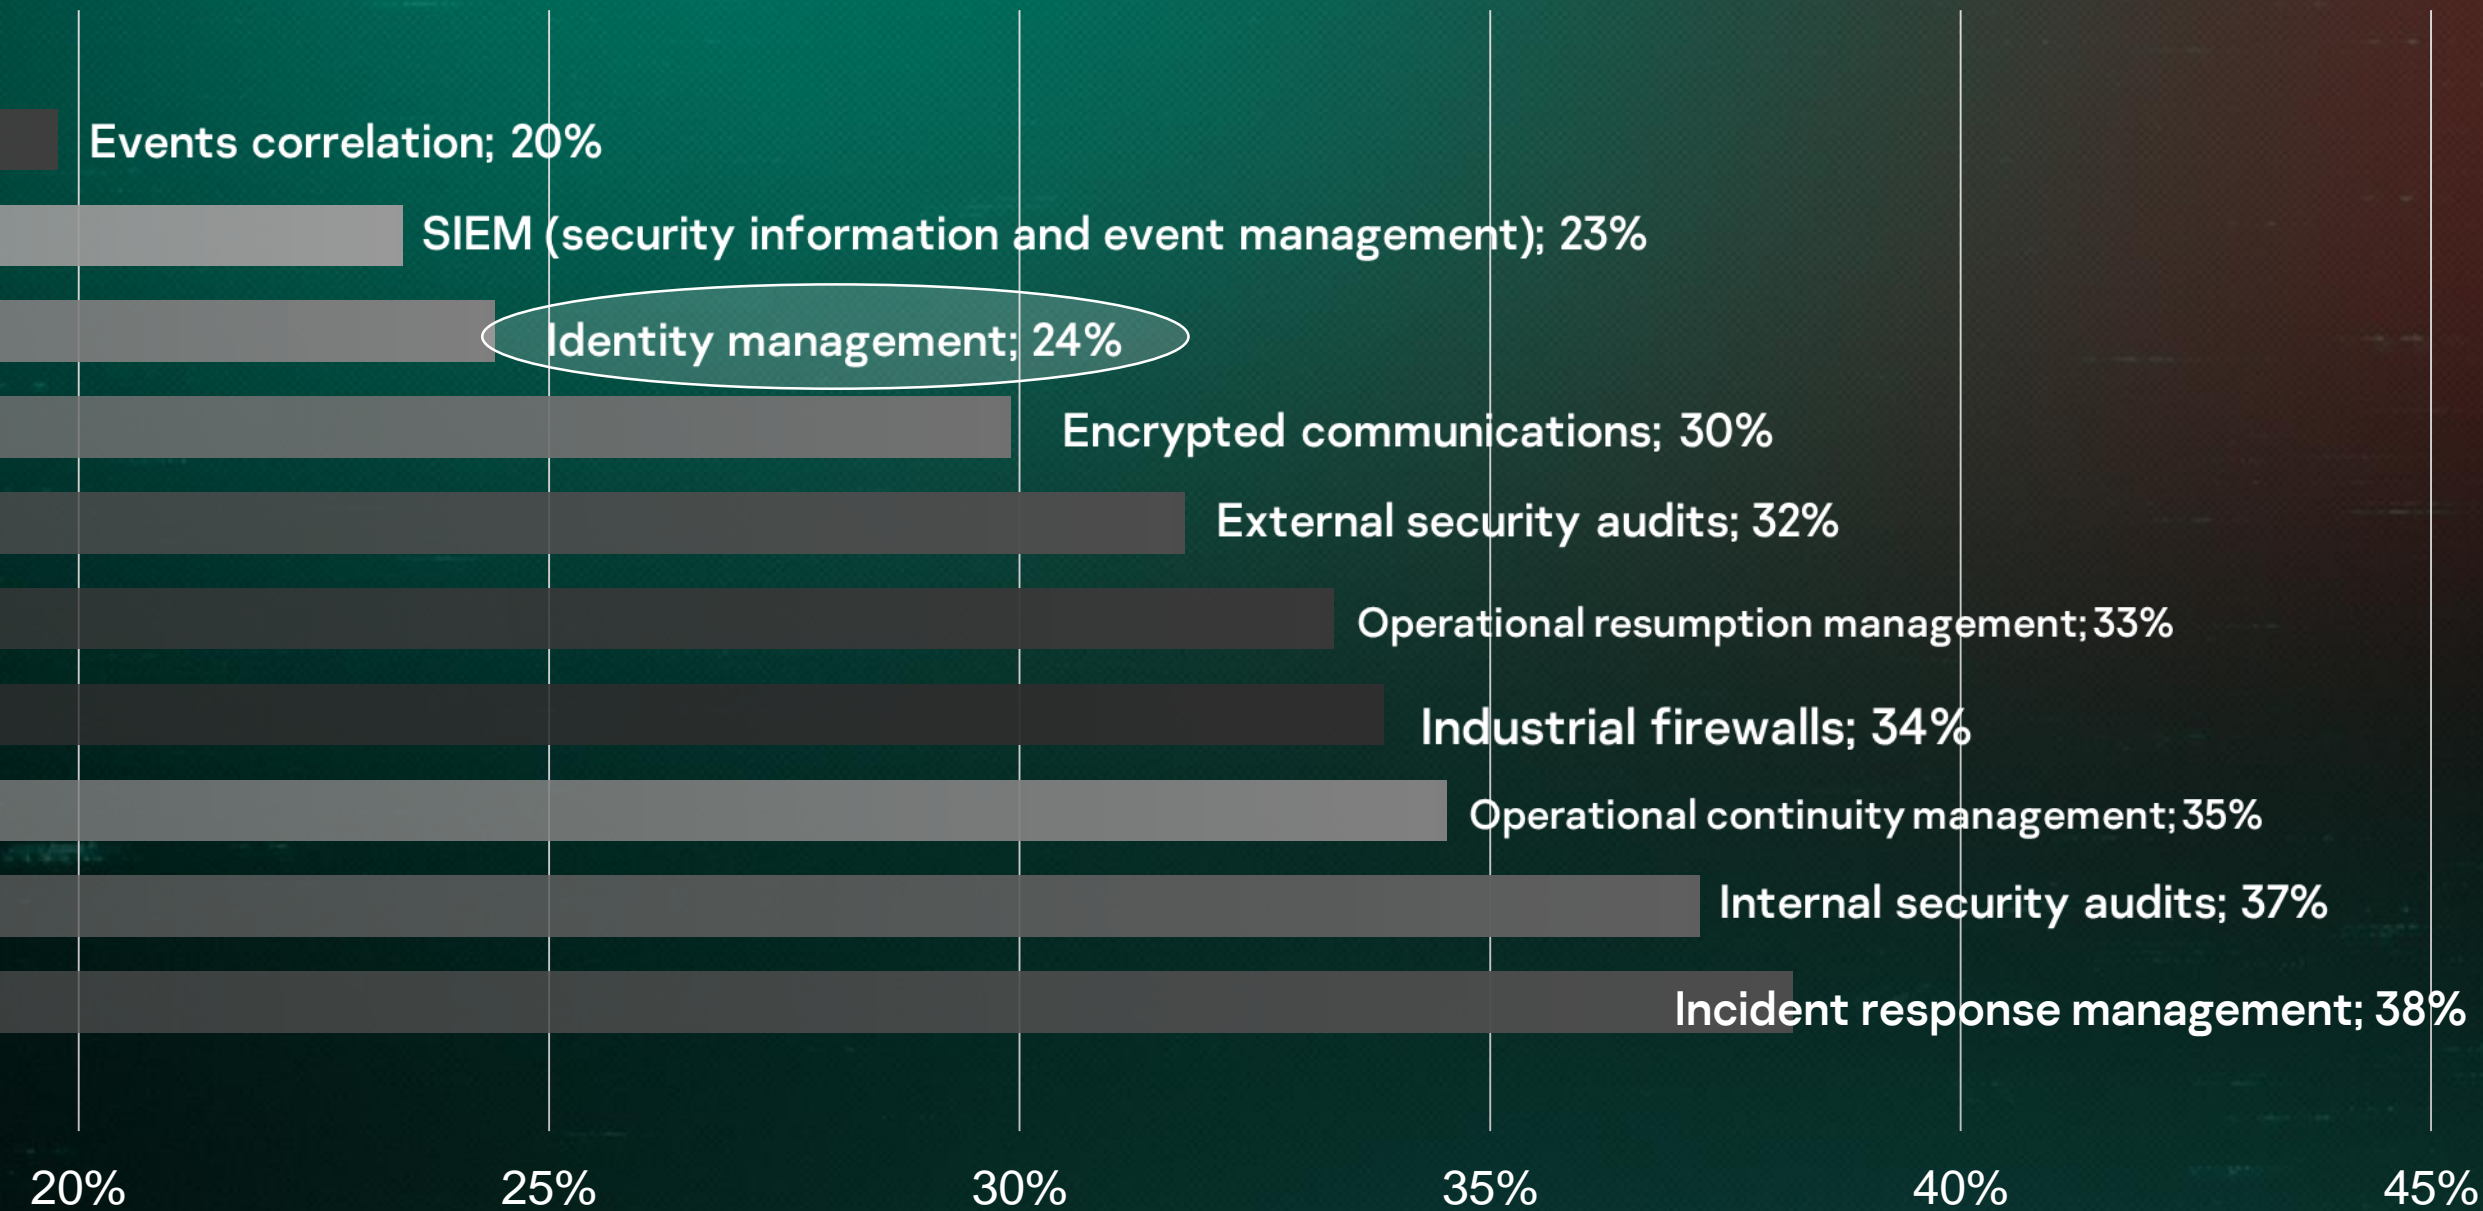 Events correlation; 20%
SIEM (security information and event management); 23%
Identity management; 24%
Encrypted communications; 30%
External security audits; 32%
Operational resumption management; 33%
Industrial firewalls; 34%
Operational continuity management; 35%
Internal security audits; 37%
Incident response management; 38%
20% 25% 30% 35% 40% 45%